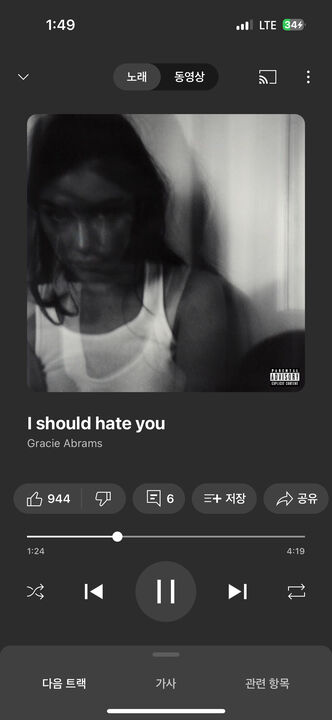 1:49
LTE 34
노래 동영상
PARENTAL
ADVISORY
EXPLICIT CONTENT
I should hate you
Gracie Abrams
944 6 저장 공유
1:24 4:19
다음 트랙 가사 관련 항목